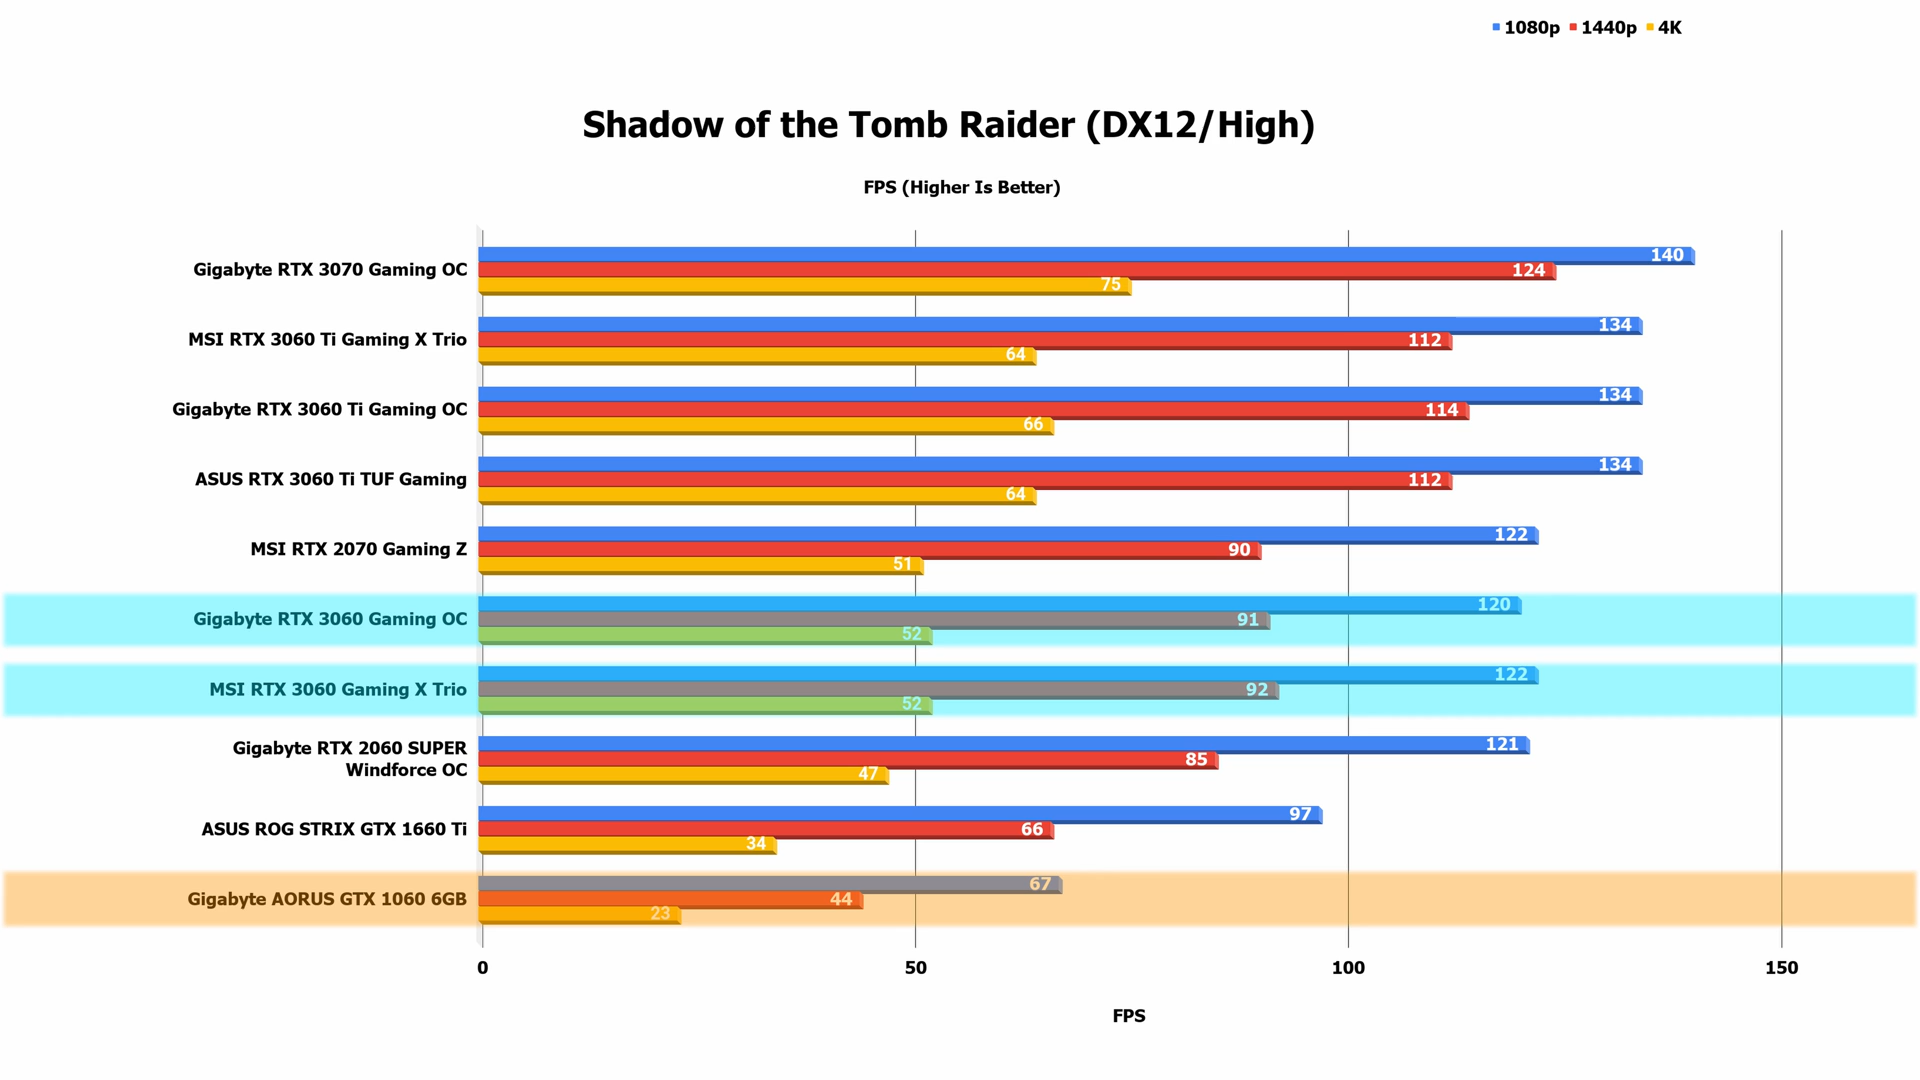 1080p 1440p 4K
Shadow of the Tomb Raider (DX12/High)
FPS (Higher Is Better)
Gigabyte RTX 3070 Gaming OC
140
124
75
MSI RTX 3060 Ti Gaming X Trio
134
112
64
Gigabyte RTX 3060 Ti Gaming OC
134
114
66
ASUS RTX 3060 Ti TUF Gaming
134
112
64
MSI RTX 2070 Gaming Z
122
90
51
Gigabyte RTX 3060 Gaming OC
120
91
52
MSI RTX 3060 Gaming X Trio
122
92
52
Gigabyte RTX 2060 SUPER
Windforce OC
121
85
47
ASUS ROG STRIX GTX 1660 Ti
97
66
34
Gigabyte AORUS GTX 1060 6GB
67
44
23
0 50 100 150
FPS